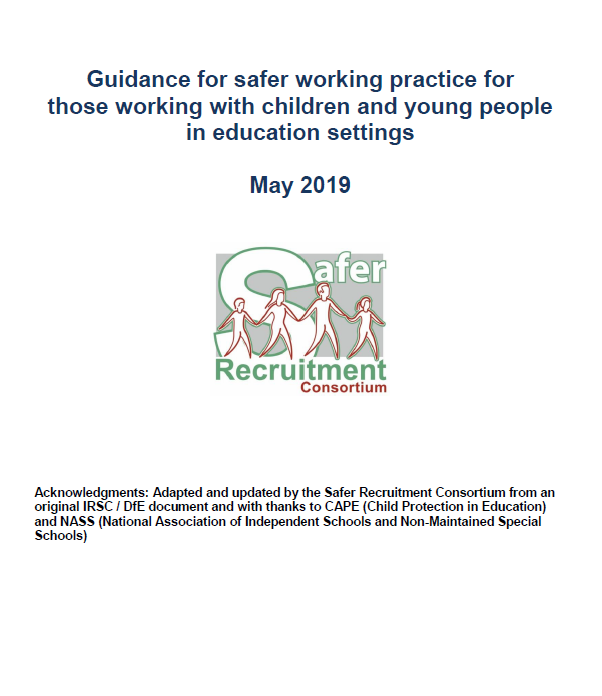 Guidance for safer working practice for
those working with children and young people
in education settings
May 2019
Safer
Recruitment
Consortium
Acknowledgments: Adapted and updated by the Safer Recruitment Consortium from an
original IRSC / DfE document and with thanks to CAPE (Child Protection in Education)
and NASS (National Association of Independent Schools and Non-Maintained Special
Schools)